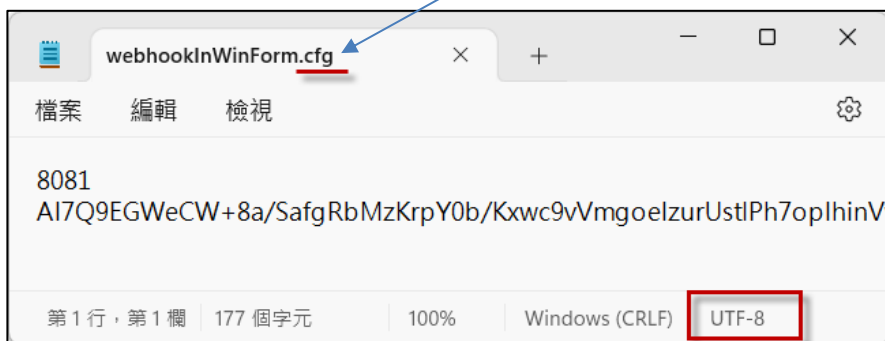 webhookInWinForm.cfg
檔案 編輯 檢視
8081
AI7Q9EGWeCW+8a/SafgRbMzKrpY0b/Kxwc9vVmgoeIzurUstlPh7opIhinV
第 1 行，第 1 欄 177 個字元 100% Windows (CRLF) UTF-8